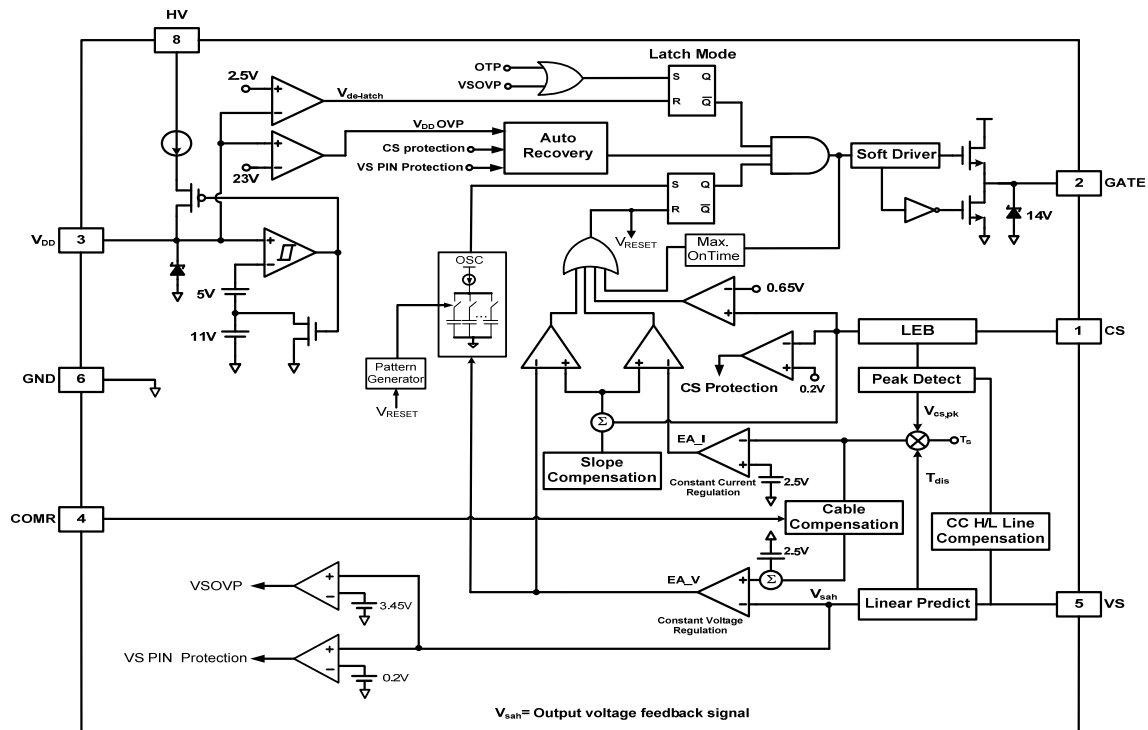 HV
8
Latch Mode
OTP
VSOVP
S Q
R Q
2.5V
+
−
Vde-latch
VDD OVP
CS protection
VS PIN Protection
Auto
Recovery
23V
+
−
Soft Driver
2 GATE
14V
S Q
R Q
VRESET
Max.
OnTime
VDD 3
+
−
5V
11V
OSC
...
0.65V
−
+
1 CS
LEB
GND 6
Pattern
Generator
VRESET
− +
+ −
CS Protection
−
+
0.2V
Peak Detect
Vcs,pk
Σ
Slope
Compensation
EA_I
−
+
2.5V
Constant Current
Regulation
TS
Tdis
COMR 4
Cable
Compensation
CC H/L Line
Compensation
2.5V
Σ
EA_V
+
−
Constant Voltage
Regulation
Vsah
Linear Predict
5 VS
VSOVP
+
−
3.45V
VS PIN Protection
+
−
0.2V
Vsah= Output voltage feedback signal